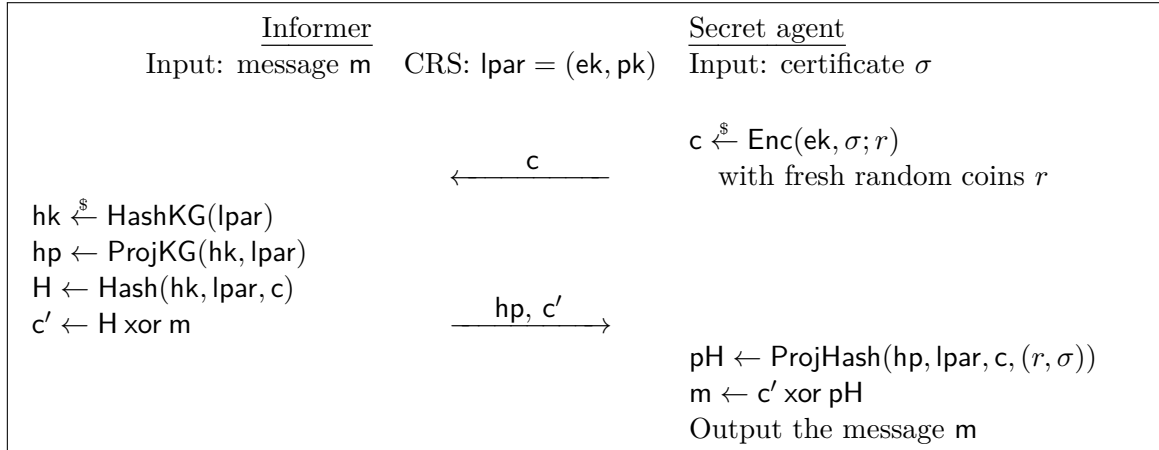 Informer Secret agent
Input: message m CRS: lpar = (ek, pk) Input: certificate σ
c ←$ Enc(ek, σ; r)
c
with fresh random coins r
hk ←$ HashKG(lpar)
hp ← ProjKG(hk, lpar)
H ← Hash(hk, lpar, c)
hp, c′
c′ ← H xor m
pH ← ProjHash(hp, lpar, c, (r, σ))
m ← c′ xor pH
Output the message m